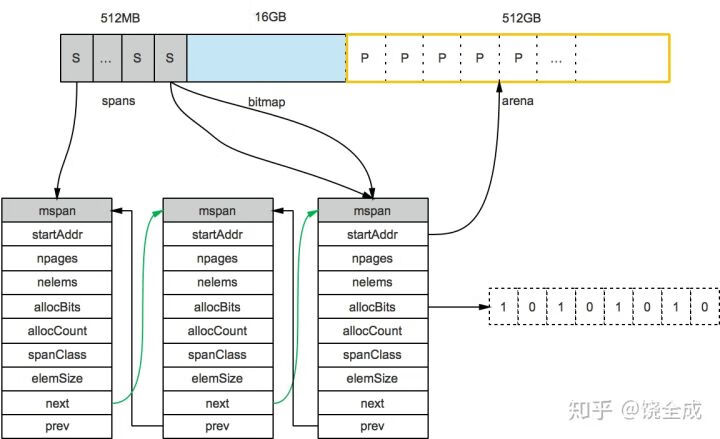 512MB 16GB 512GB
S ... S S P P P P P ...
spans bitmap arena
mspan mspan mspan
startAddr startAddr startAddr
npages npages npages
nelems nelems nelems
allocBits allocBits allocBits 1 0 1 0 1 0 1 0
allocCount allocCount allocCount
spanClass spanClass spanClass
elemSize elemSize elemSize
next next next
prev prev prev
知乎 @饶全成